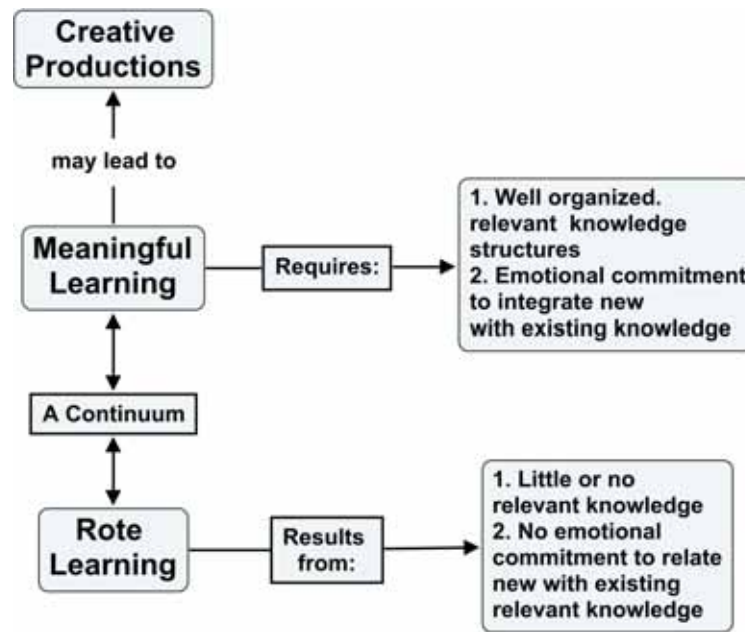 Creative
Productions
may lead to
Meaningful
Learning
Requires:
1. Well organized.
relevant knowledge
structures
2. Emotional commitment
to integrate new
with existing knowledge
A Continuum
Rote
Learning
Results
from:
1. Little or no
relevant knowledge
2. No emotional
commitment to relate
new with existing
relevant knowledge